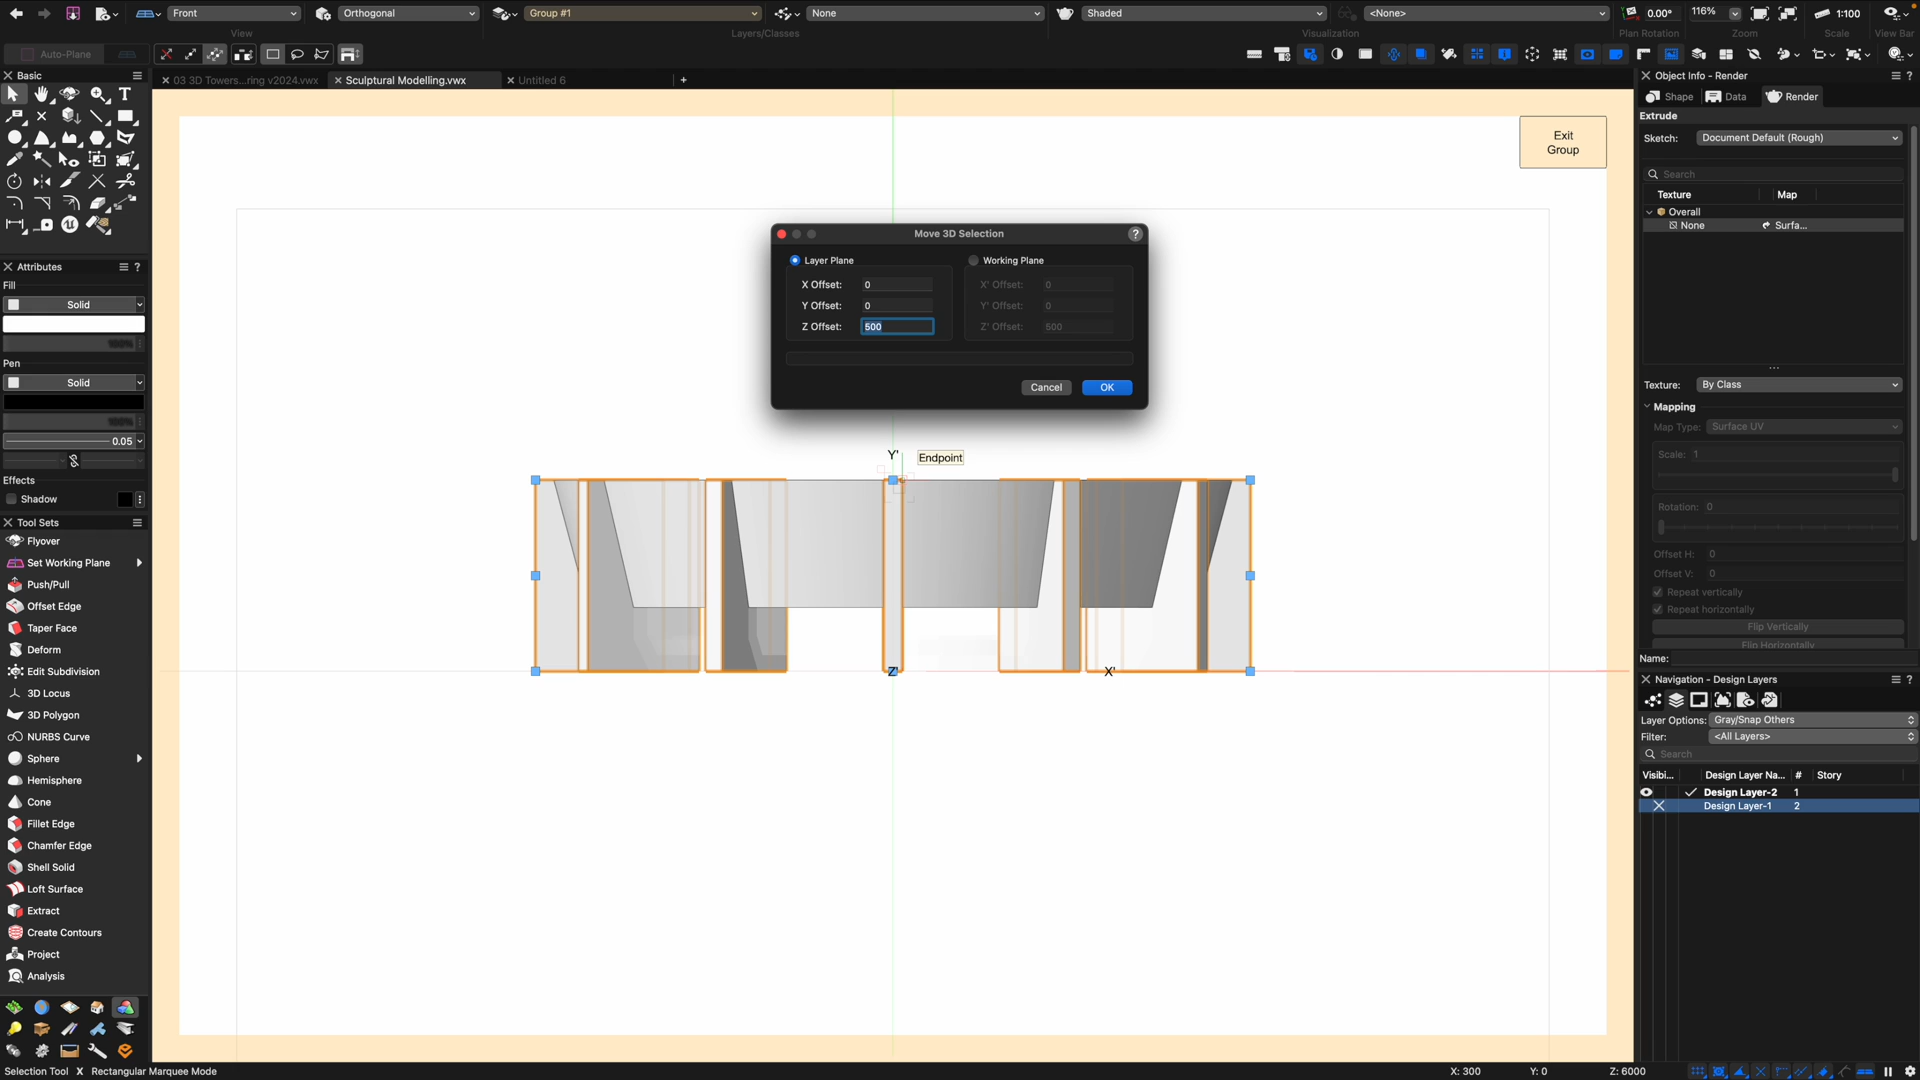 Front
Orthogonal
Group #1
None
Shaded
<None>
0.00°
116%
1:100
View
Layers/Classes
Visualization
Plan Rotation
Zoom
Scale
View Bar
Auto-Plane
Basic
03 3D Towers...ring v2024.vwx
Sculptural Modelling.vwx
Untitled 6
+
Exit
Group
Attributes
Fill
Solid
100%
Pen
Solid
100%
0.05
Effects
Shadow
Tool Sets
Flyover
Set Working Plane
Push/Pull
Offset Edge
Taper Face
Deform
Edit Subdivision
3D Locus
3D Polygon
NURBS Curve
Sphere
Hemisphere
Cone
Fillet Edge
Chamfer Edge
Shell Solid
Loft Surface
Extract
Create Contours
Project
Analysis
Move 3D Selection
?
Layer Plane
X Offset: 0
Y Offset: 0
Z Offset: 500
Working Plane
X' Offset: 0
Y' Offset: 0
Z' Offset: 500
Cancel
OK
Y'
Endpoint
Z'
X'
Object Info - Render
Shape
Data
Render
Extrude
Sketch: Document Default (Rough)
Search
Texture Map
Overall
None Surfa...
Texture: By Class
Mapping
Map Type: Surface UV
Scale: 1
Rotation: 0
Offset H: 0
Offset V: 0
Repeat vertically
Repeat horizontally
Flip Vertically
Flip Horizontally
Name:
Navigation - Design Layers
Layer Options: Gray/Snap Others
Filter: <All Layers>
Search
Visibi... Design Layer Na... # Story
Design Layer-2 1
Design Layer-1 2
Selection Tool X Rectangular Marquee Mode
X: 300 Y: 0 Z: 6000